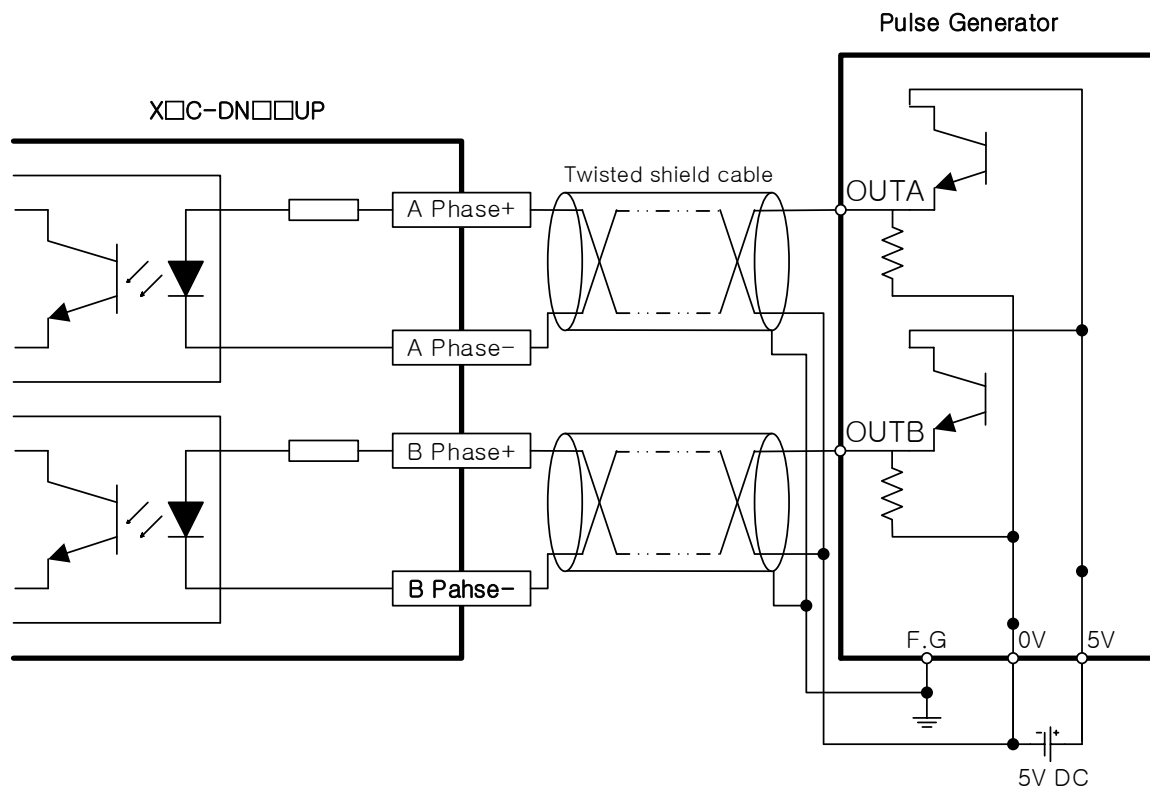 Pulse Generator
X□C-DN□□UP
Twisted shield cable
OUTA
A Phase+
A Phase-
OUTB
B Phase+
B Pahse-
F.G
0V
5V
- +
5V DC